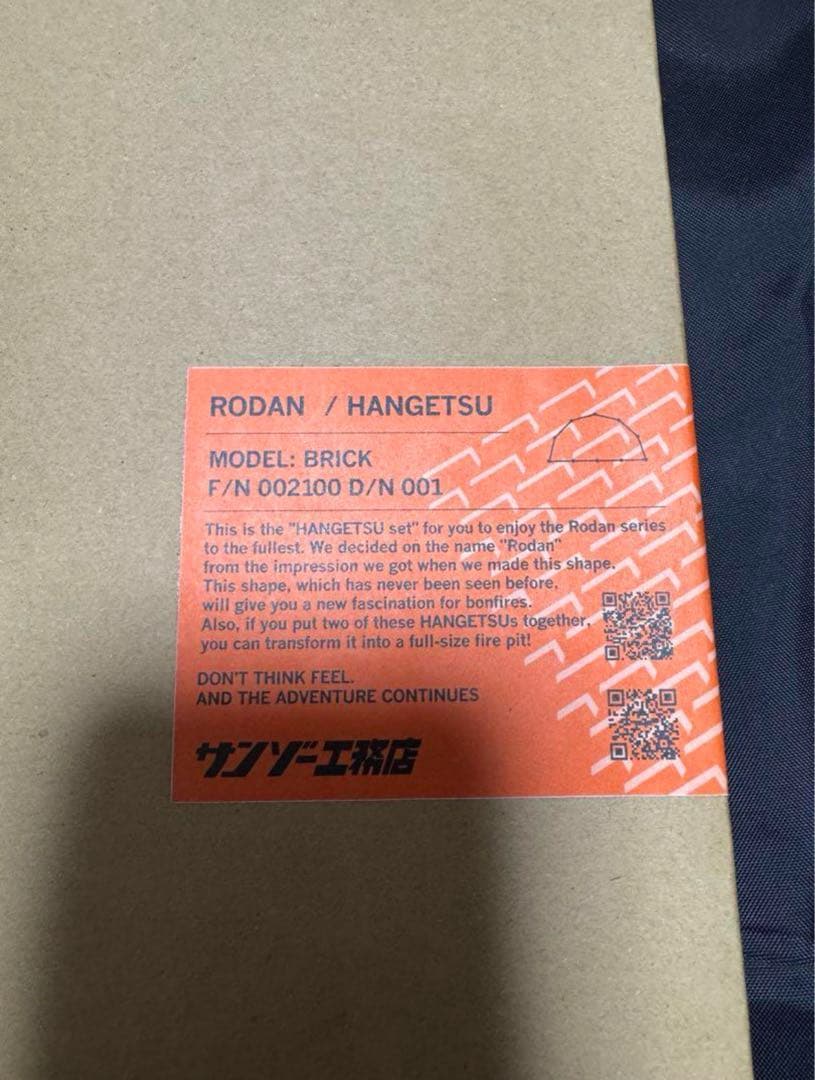 RODAN / HANGETSU
MODEL: BRICK
F/N 002100 D/N 001
This is the "HANGETSU set" for you to enjoy the Rodan series
to the fullest. We decided on the name "Rodan"
from the impression we got when we made this shape.
This shape, which has never been seen before,
will give you a new fascination for bonfires.
Also, if you put two of these HANGETSUs together,
you can transform it into a full-size fire pit!
DON'T THINK FEEL.
AND THE ADVENTURE CONTINUES
サンゾー工務店